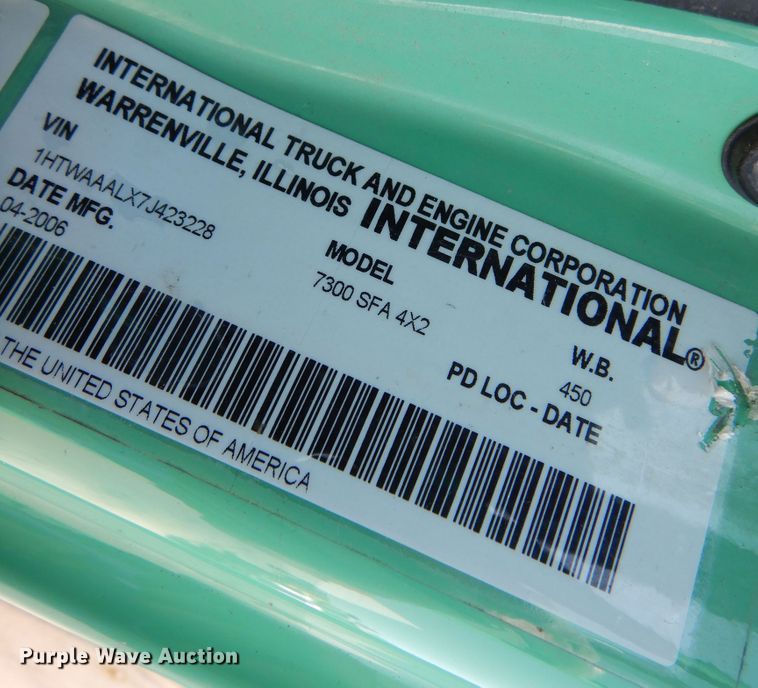 INTERNATIONAL TRUCK AND ENGINE CORPORATION
WARRENVILLE, ILLINOIS INTERNATIONAL®
VIN
1HTWAAALX7J423228
DATE MFG.
04-2006
MODEL
7300 SFA 4X2
W.B.
450
PD LOC - DATE
THE UNITED STATES OF AMERICA
Purple Wave Auction